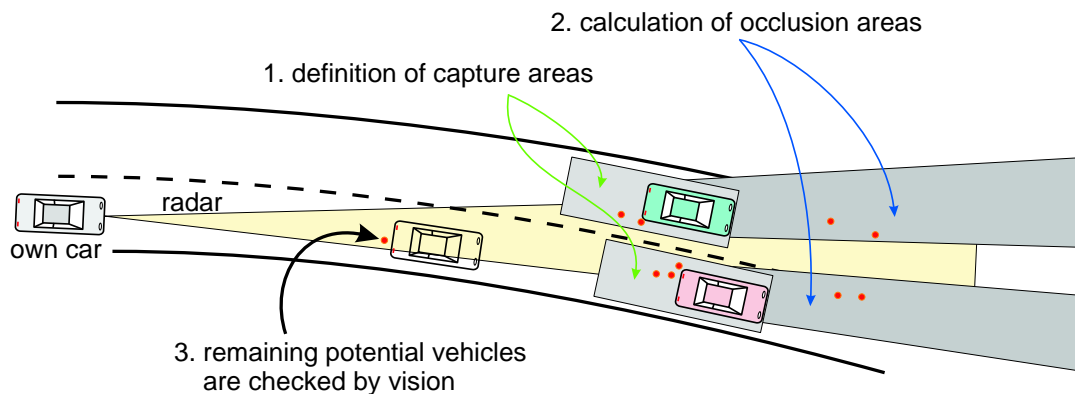 2. calculation of occlusion areas
1. definition of capture areas
radar
own car
3. remaining potential vehicles
are checked by vision